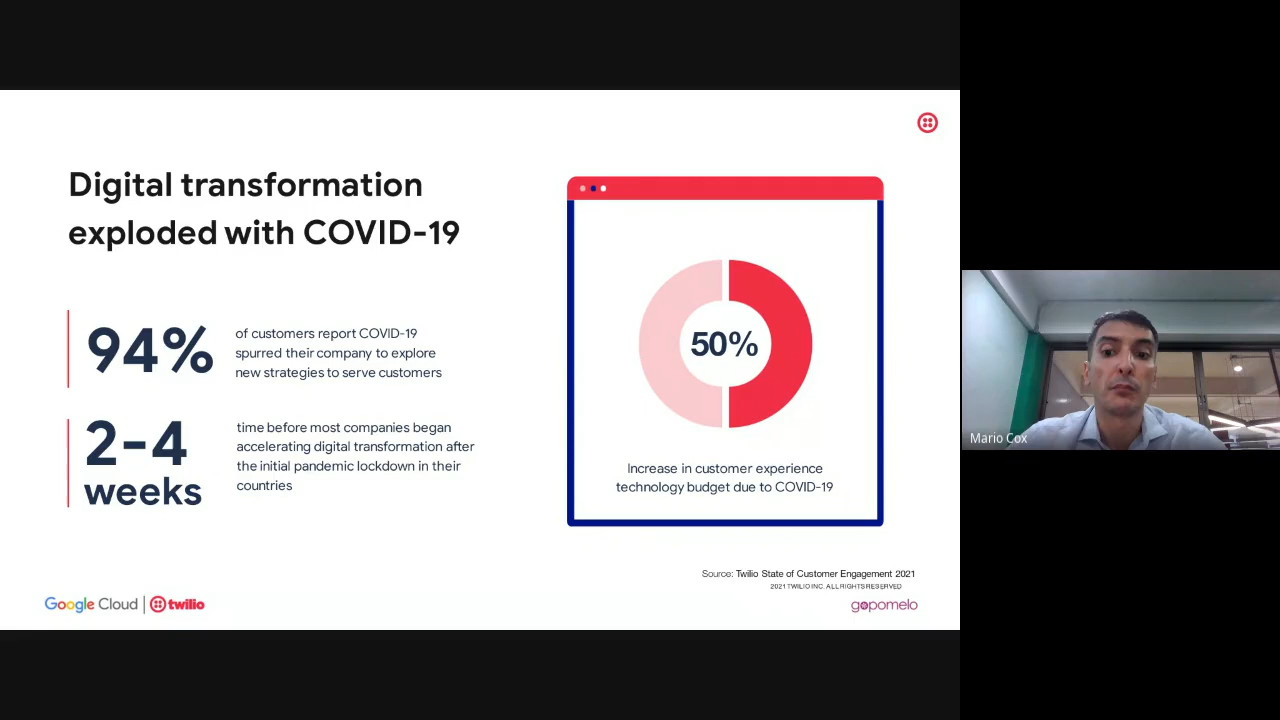 Digital transformation
exploded with COVID-19
94%
of customers report COVID-19
spurred their company to explore
new strategies to serve customers
2-4
weeks
time before most companies began
accelerating digital transformation after
the initial pandemic lockdown in their
countries
50%
Increase in customer experience
technology budget due to COVID-19
Source: Twilio State of Customer Engagement 2021
2021 TWILIO INC. ALL RIGHTS RESERVED
Google Cloud | twilio
gopomelo
Mario Cox